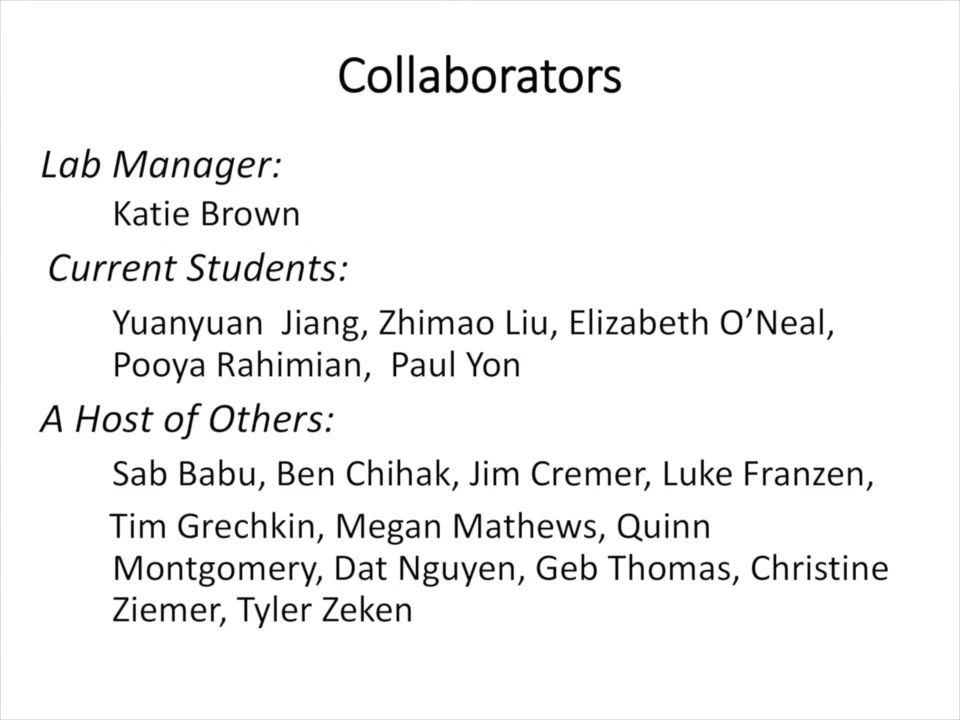 Collaborators
Lab Manager:
Katie Brown
Current Students:
Yuanyuan  Jiang, Zhimao Liu, Elizabeth O’Neal,
Pooya Rahimian,  Paul Yon
A Host of Others:
Sab Babu, Ben Chihak, Jim Cremer, Luke Franzen,
Tim Grechkin, Megan Mathews, Quinn
Montgomery, Dat Nguyen, Geb Thomas, Christine
Ziemer, Tyler Zeken